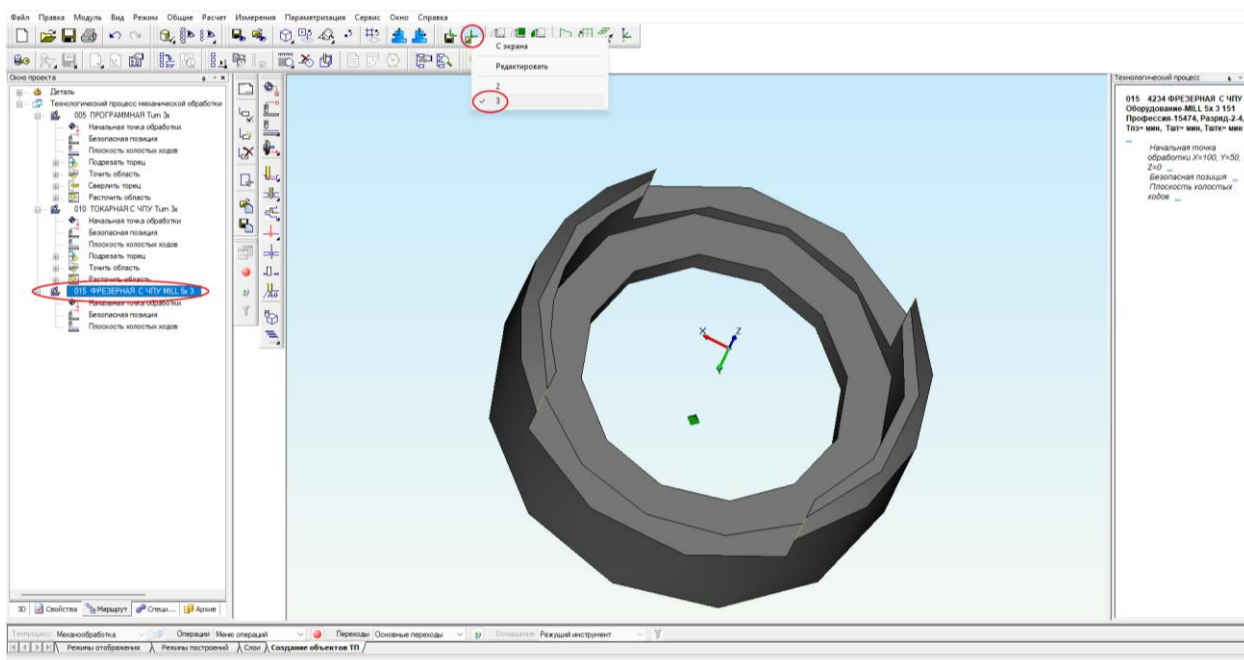 Файл Правка Модуль Вид Режим Общие Расчет Измерения Параметризация Сервис Окно Справка
С экрана
Редактировать
2
3
Окно проекта
Деталь
Технологический процесс механической обработки
005 ПРОГРАММНАЯ Turn 3x
Начальная точка обработки
Безопасная позиция
Плоскость холостых ходов
Подрезать торец
Точить область
Сверлить торец
Расточить область
010 ТОКАРНАЯ С ЧПУ Turn 3x
Начальная точка обработки
Безопасная позиция
Плоскость холостых ходов
Подрезать торец
Точить область
Расточить область
015 ФРЕЗЕРНАЯ С ЧПУ MILL 5x 3
Начальная точка обработки
Безопасная позиция
Плоскость холостых ходов
X Z
Y
Технологический процесс
015 4234 ФРЕЗЕРНАЯ С ЧПУ
Оборудование-MILL 5x 3 151
Профессия-15474, Разряд-2-4,
Тпз= мин, Тшт= мин, Тштк= мин
Начальная точка
обработки X=100, Y=50,
Z=0
Безопасная позиция
Плоскость холостых
ходов
3D Свойства Маршрут Специ... Архив
Техпроцесс Механообработка Операции Меню операций Переходы Основные переходы Оснащение Режущий инструмент
Режимы отображения Режимы построений Слои Создание объектов ТП